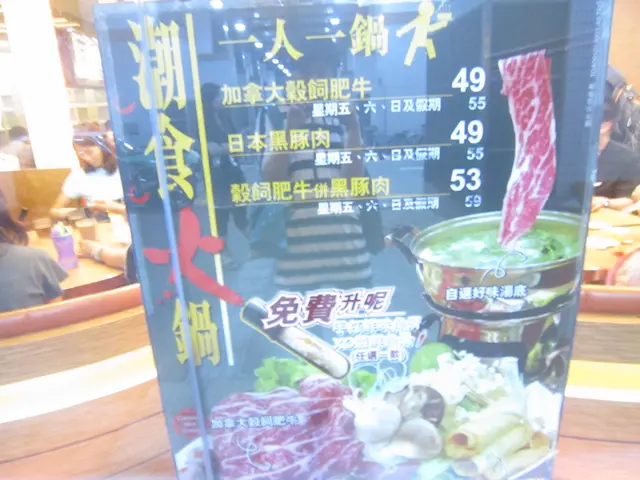 潮食火鍋
一人一鍋
加拿大穀飼肥牛 49
星期五、六、日及假期 55
日本黑豚肉 49
星期五、六、日及假期 55
穀飼肥牛併黑豚肉 53
星期五、六、日及假期 59
自選好味湯底
免費升呢
任選一款
加拿大穀飼肥牛